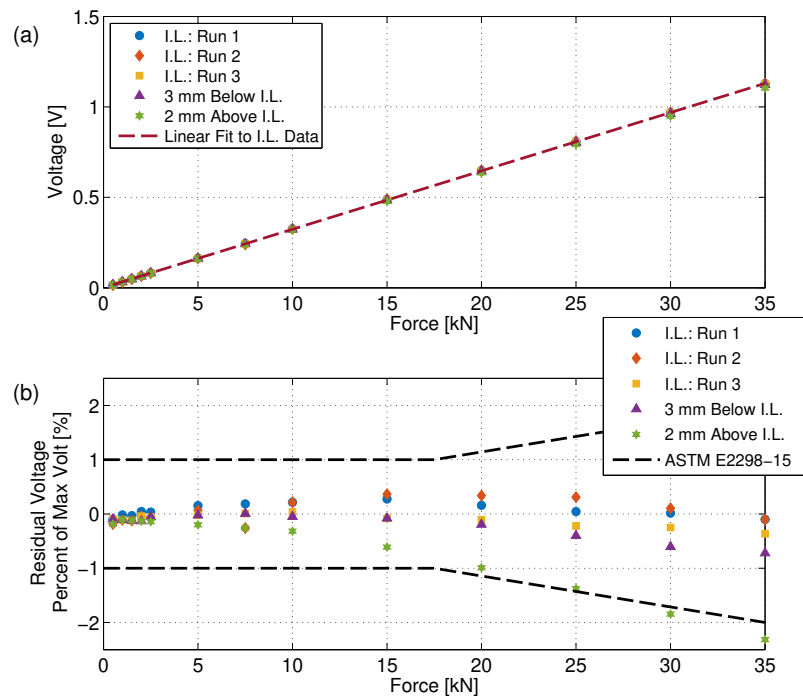 (a)
I.L.: Run 1
I.L.: Run 2
I.L.: Run 3
3 mm Below I.L.
2 mm Above I.L.
Linear Fit to I.L. Data
Voltage [V]
1.5
1
0.5
0
0 5 10 15 20 25 30 35
Force [kN]
I.L.: Run 1
I.L.: Run 2
I.L.: Run 3
3 mm Below I.L.
2 mm Above I.L.
ASTM E2298−15
(b)
Residual Voltage
Percent of Max Volt [%]
2
1
0
−1
−2
0 5 10 15 20 25 30 35
Force [kN]